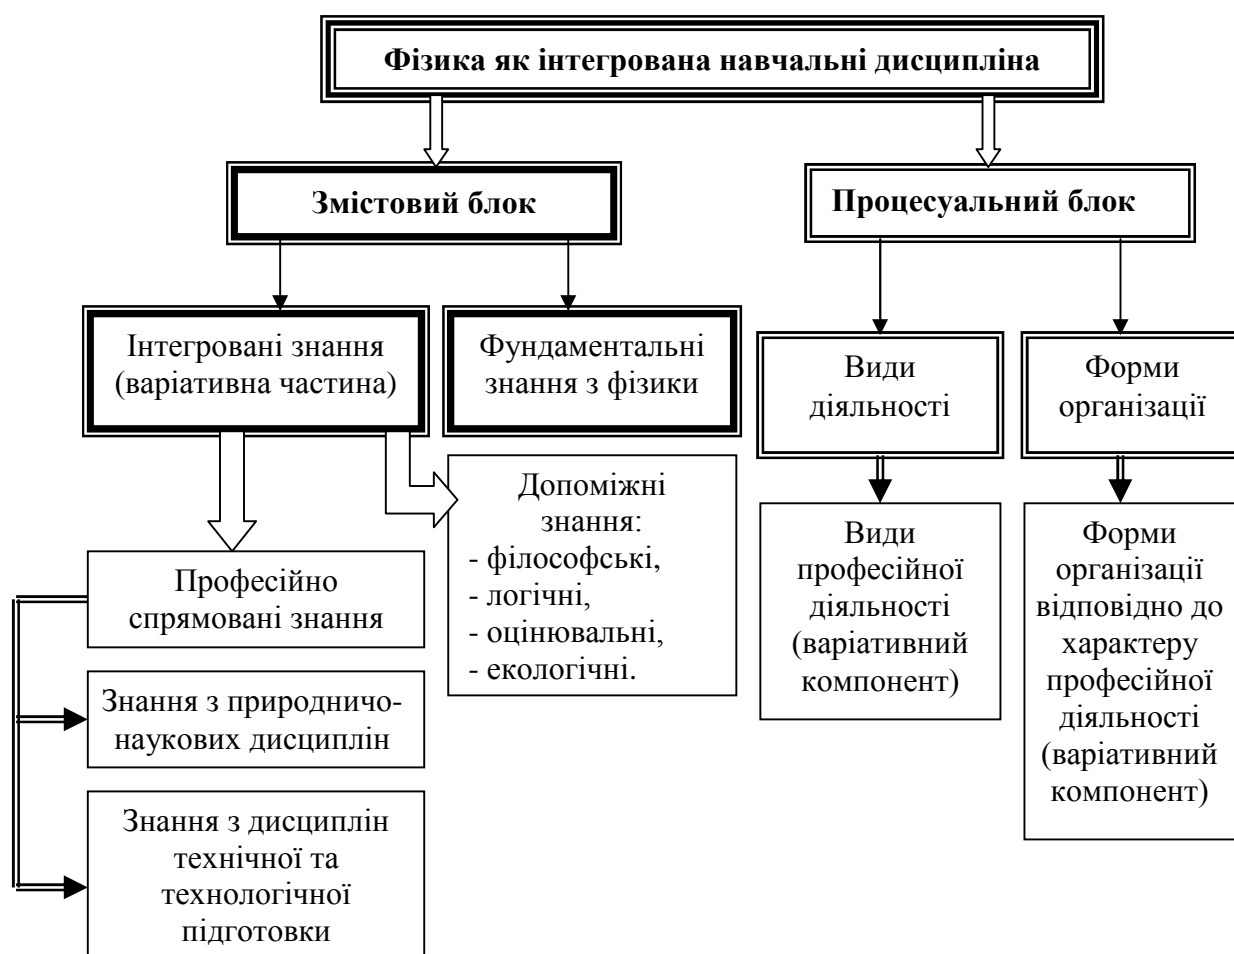 Фізика як інтегрована навчальні дисципліна
Змістовий блок
Процесуальний блок
Інтегровані знання
(варіативна частина)
Фундаментальні
знання з фізики
Види
діяльності
Форми
організації
Допоміжні
знання:
- філософські,
- логічні,
- оцінювальні,
- екологічні.
Види
професійної
діяльності
(варіативний
компонент)
Форми
організації
відповідно до
характеру
професійної
діяльності
(варіативний
компонент)
Професійно
спрямовані знання
Знання з природничо-
наукових дисциплін
Знання з дисциплін
технічної та
технологічної
підготовки